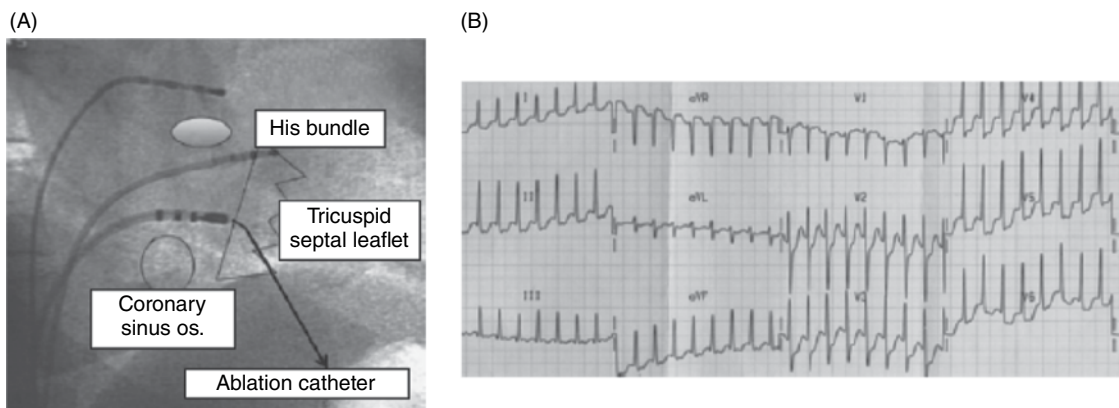 (A)
(B)
His bundle
Tricuspid
septal leaflet
Coronary
sinus os.
Ablation catheter
I
aVR
V1
V4
II
aVL
V2
V5
III
aVF
V3
V6